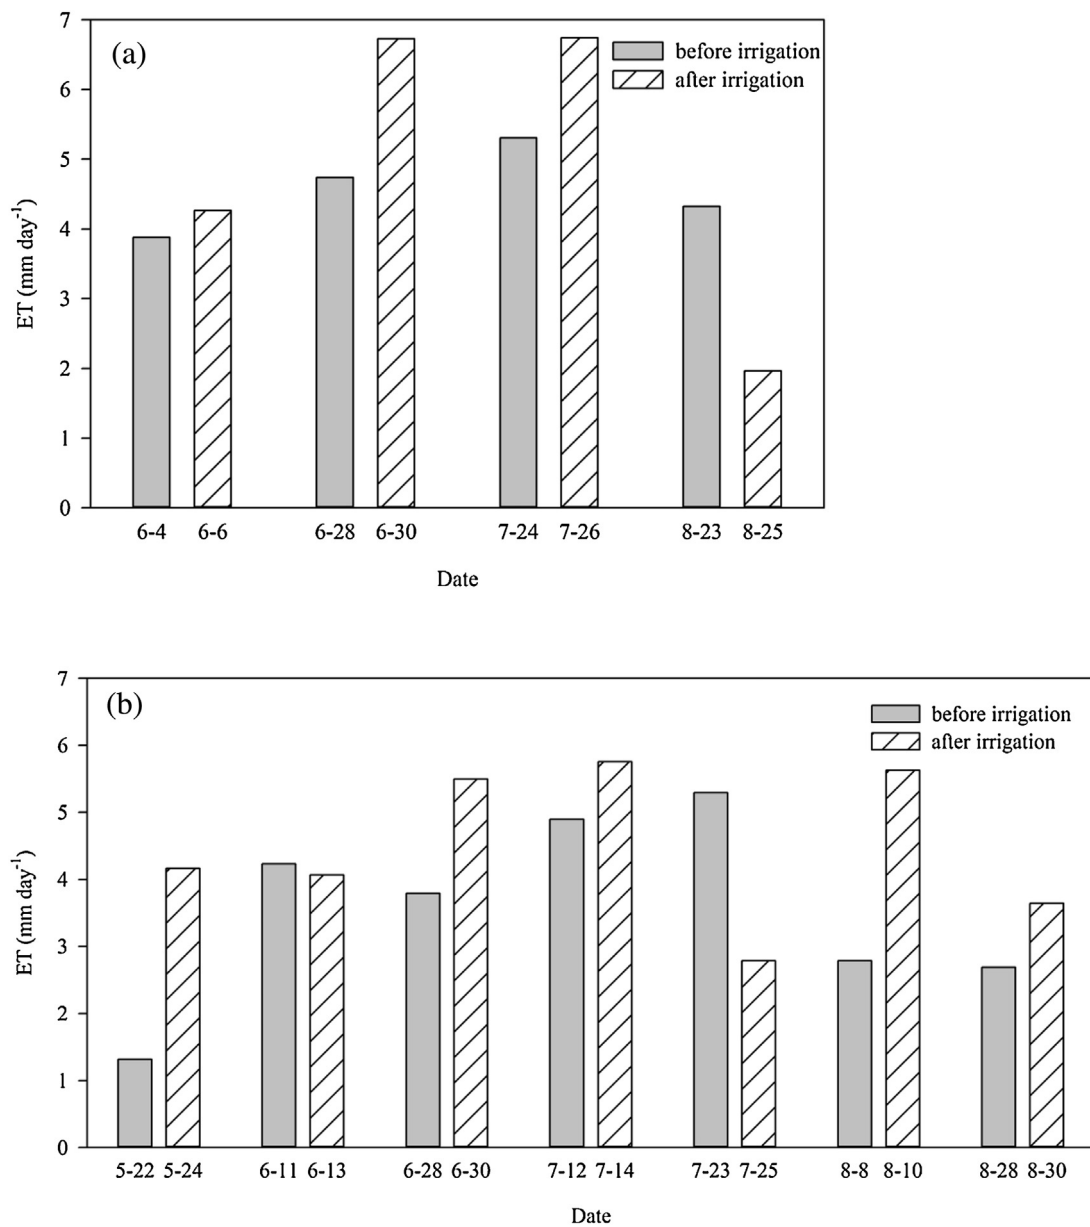 (a)
before irrigation
after irrigation
7
6
5
4
3
2
1
0
ET (mm day-1)
6-4 6-6 6-28 6-30 7-24 7-26 8-23 8-25
Date
(b)
before irrigation
after irrigation
7
6
5
4
3
2
1
0
ET (mm day-1)
5-22 5-24 6-11 6-13 6-28 6-30 7-12 7-14 7-23 7-25 8-8 8-10 8-28 8-30
Date